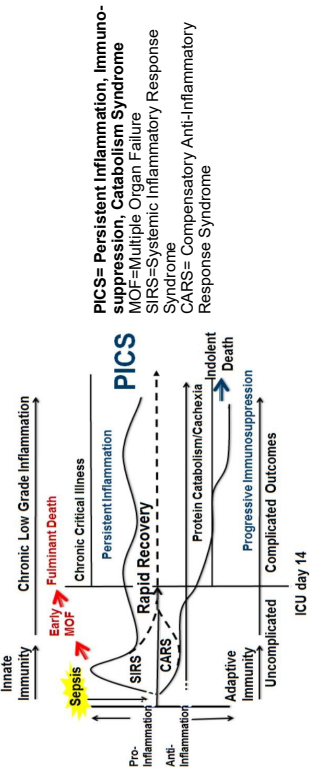 Innate
Immunity
Chronic Low Grade Inflammation
Early
MOF
Fulminant Death
Sepsis
Chronic Critical Illness
Pro-
Inflammation
SIRS
Persistent Inflammation
PICS
Rapid Recovery
Anti-
Inflammation
CARS
Protein Catabolism/Cachexia
Indolent
Death
Adaptive
Immunity
Progressive Immunosuppression
Uncomplicated
Complicated Outcomes
ICU day 14
PICS= Persistent Inflammation, Immuno-
suppression, Catabolism Syndrome
MOF=Multiple Organ Failure
SIRS=Systemic Inflammatory Response
Syndrome
CARS= Compensatory Anti-Inflammatory
Response Syndrome